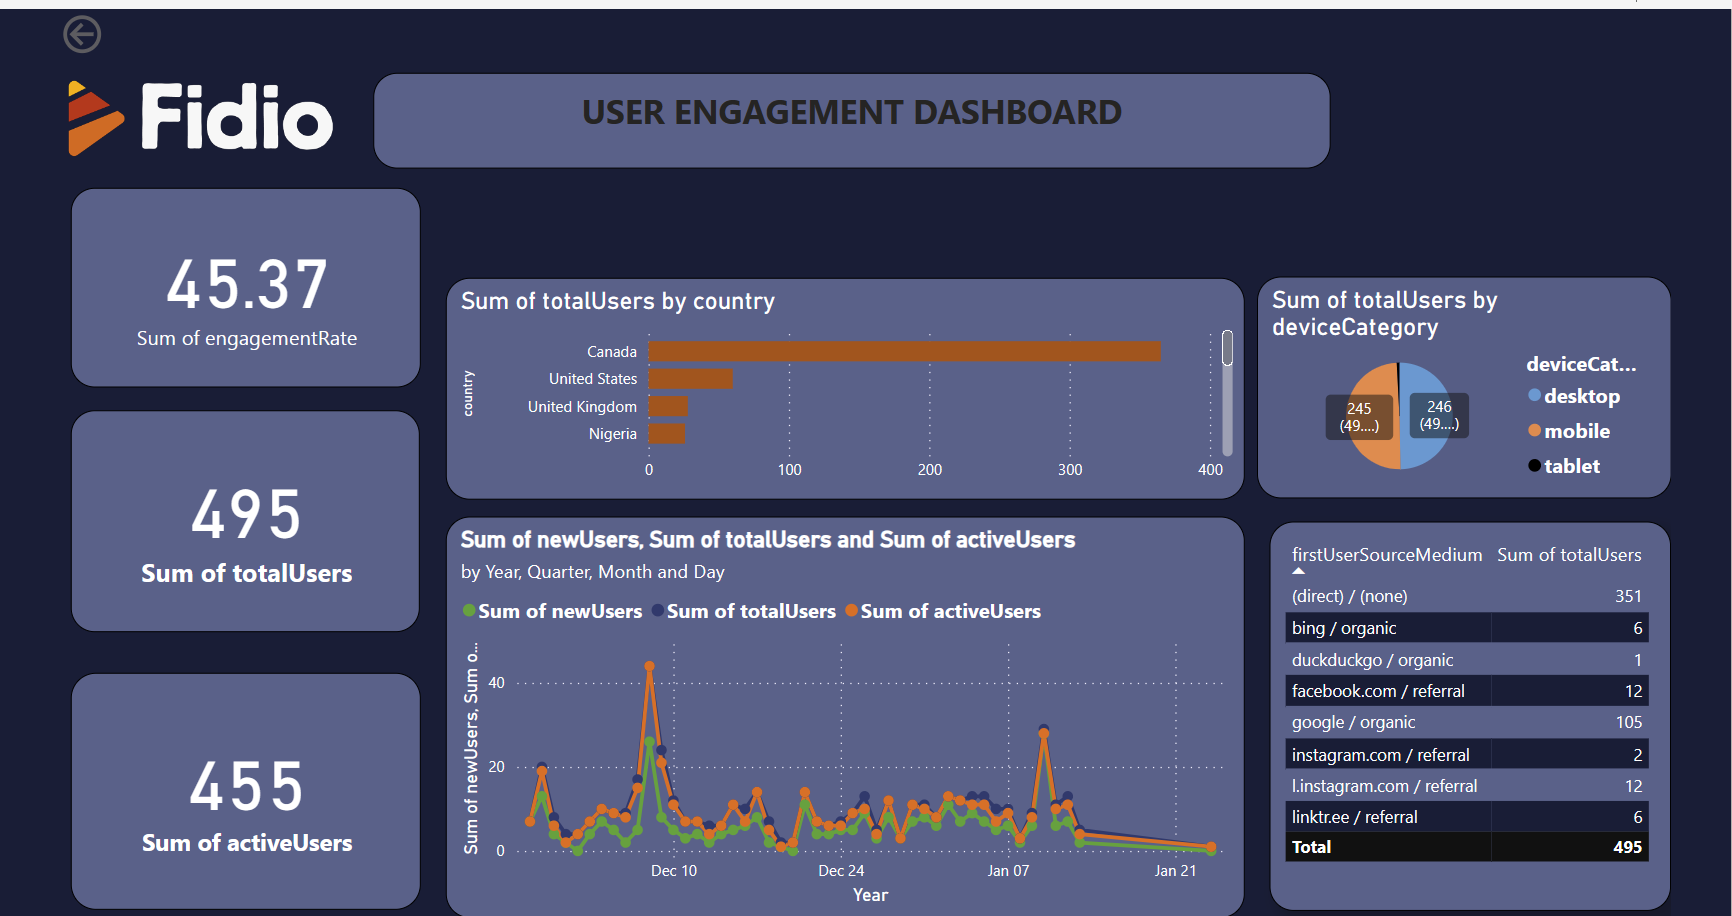 Fidio
USER ENGAGEMENT DASHBOARD
45.37
Sum of engagementRate
495
Sum of totalUsers
455
Sum of activeUsers
Sum of totalUsers by country
country
Canada
United States
United Kingdom
Nigeria
0 100 200 300 400
Sum of totalUsers by
deviceCategory
245
(49....)
246
(49....)
deviceCat...
desktop
mobile
tablet
Sum of newUsers, Sum of totalUsers and Sum of activeUsers
by Year, Quarter, Month and Day
Sum of newUsers Sum of totalUsers Sum of activeUsers
Sum of newUsers, Sum o...
40
20
0
Dec 10 Dec 24 Jan 07 Jan 21
Year
firstUserSourceMedium Sum of totalUsers
(direct) / (none) 351
bing / organic 6
duckduckgo / organic 1
facebook.com / referral 12
google / organic 105
instagram.com / referral 2
l.instagram.com / referral 12
linktr.ee / referral 6
Total 495